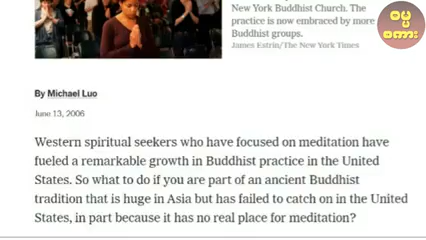 New York Buddhist Church. The
practice is now embraced by more
Buddhist groups.
James Estrin/The New York Times
ဝပ္ပ
စကား
By Michael Luo
June 13, 2006
Western spiritual seekers who have focused on meditation have
fueled a remarkable growth in Buddhist practice in the United
States. So what to do if you are part of an ancient Buddhist
tradition that is huge in Asia but has failed to catch on in the United
States, in part because it has no real place for meditation?